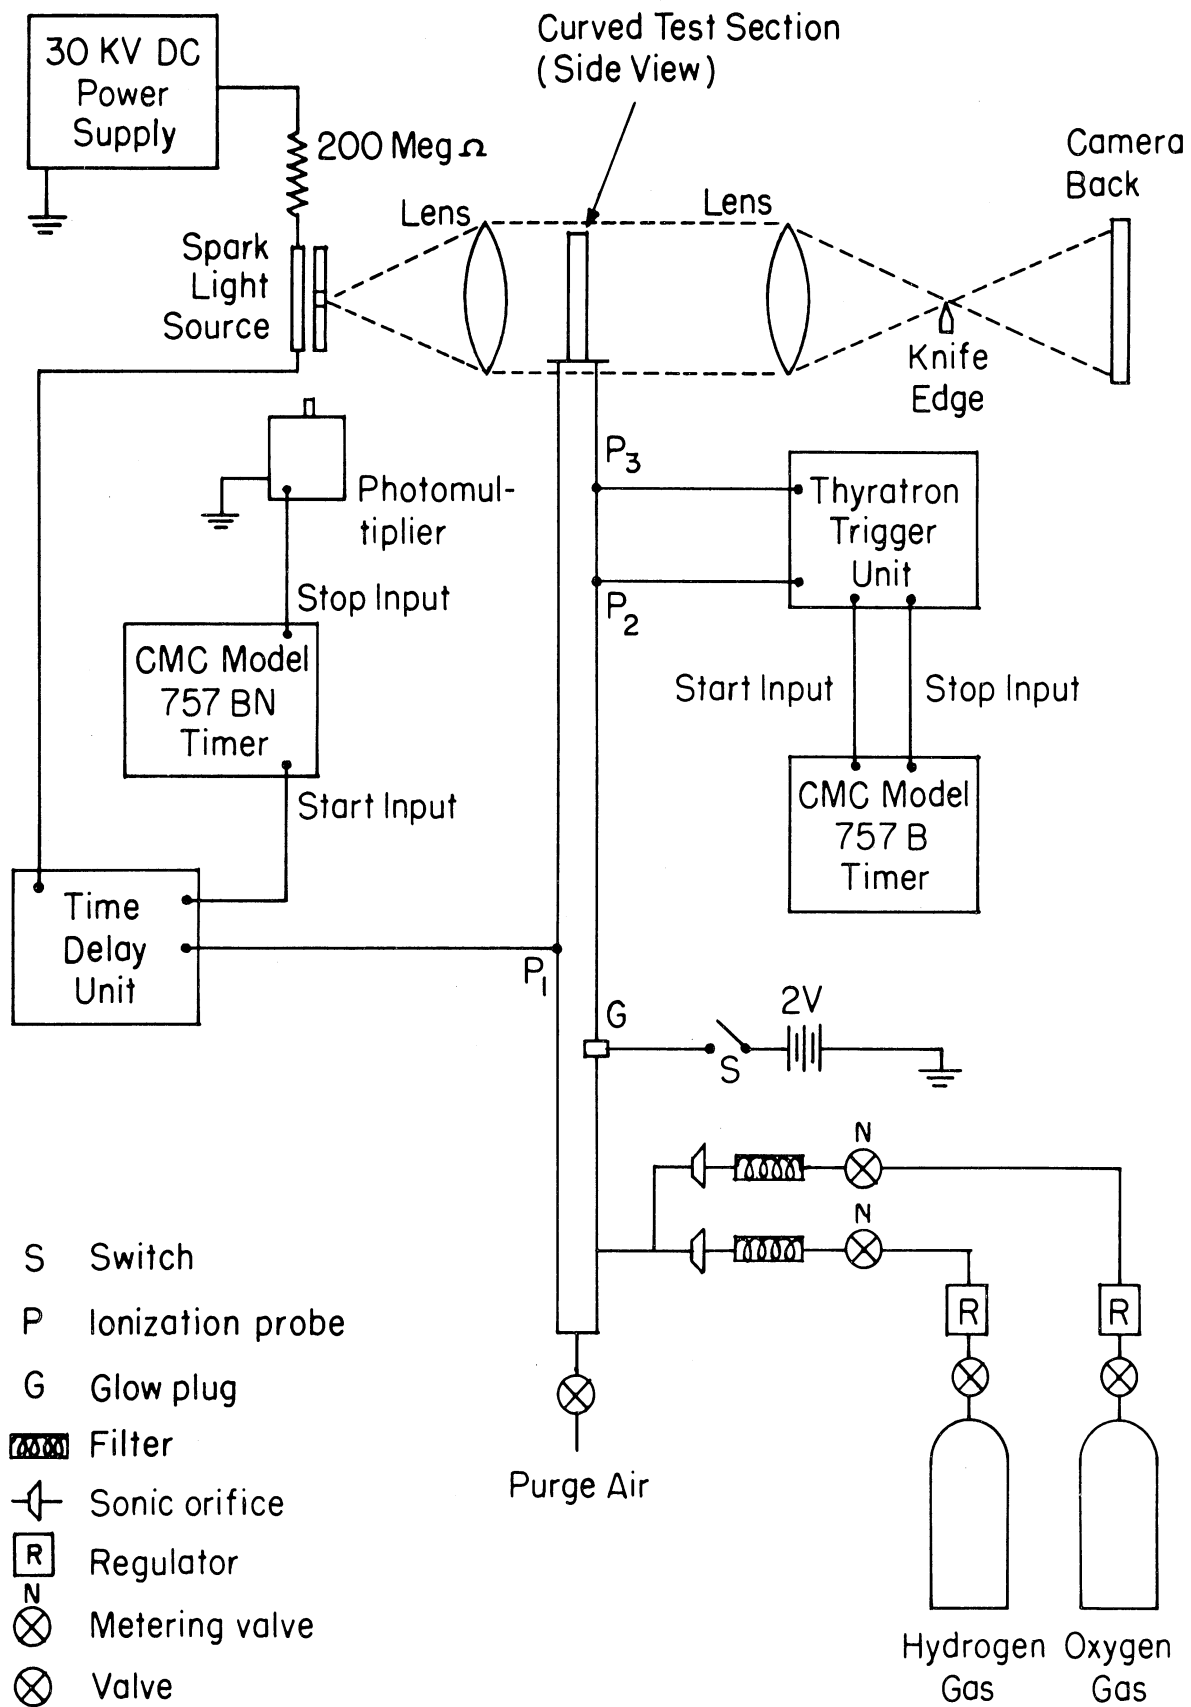 Curved Test Section
(Side View)
30 KV DC
Power
Supply
200 Meg Ω
Camera
Back
Lens
Lens
Spark
Light
Source
Knife
Edge
P3
Photomul-
tiplier
Thyratron
Trigger
Unit
Stop Input
P2
CMC Model
757 BN
Timer
Start Input
Stop Input
Start Input
CMC Model
757 B
Timer
Time
Delay
Unit
P1
G
2V
S
N
N
S Switch
P Ionization probe
G Glow plug
Filter
Sonic orifice
R Regulator
N
Metering valve
Valve
R
R
Purge Air
Hydrogen
Gas
Oxygen
Gas